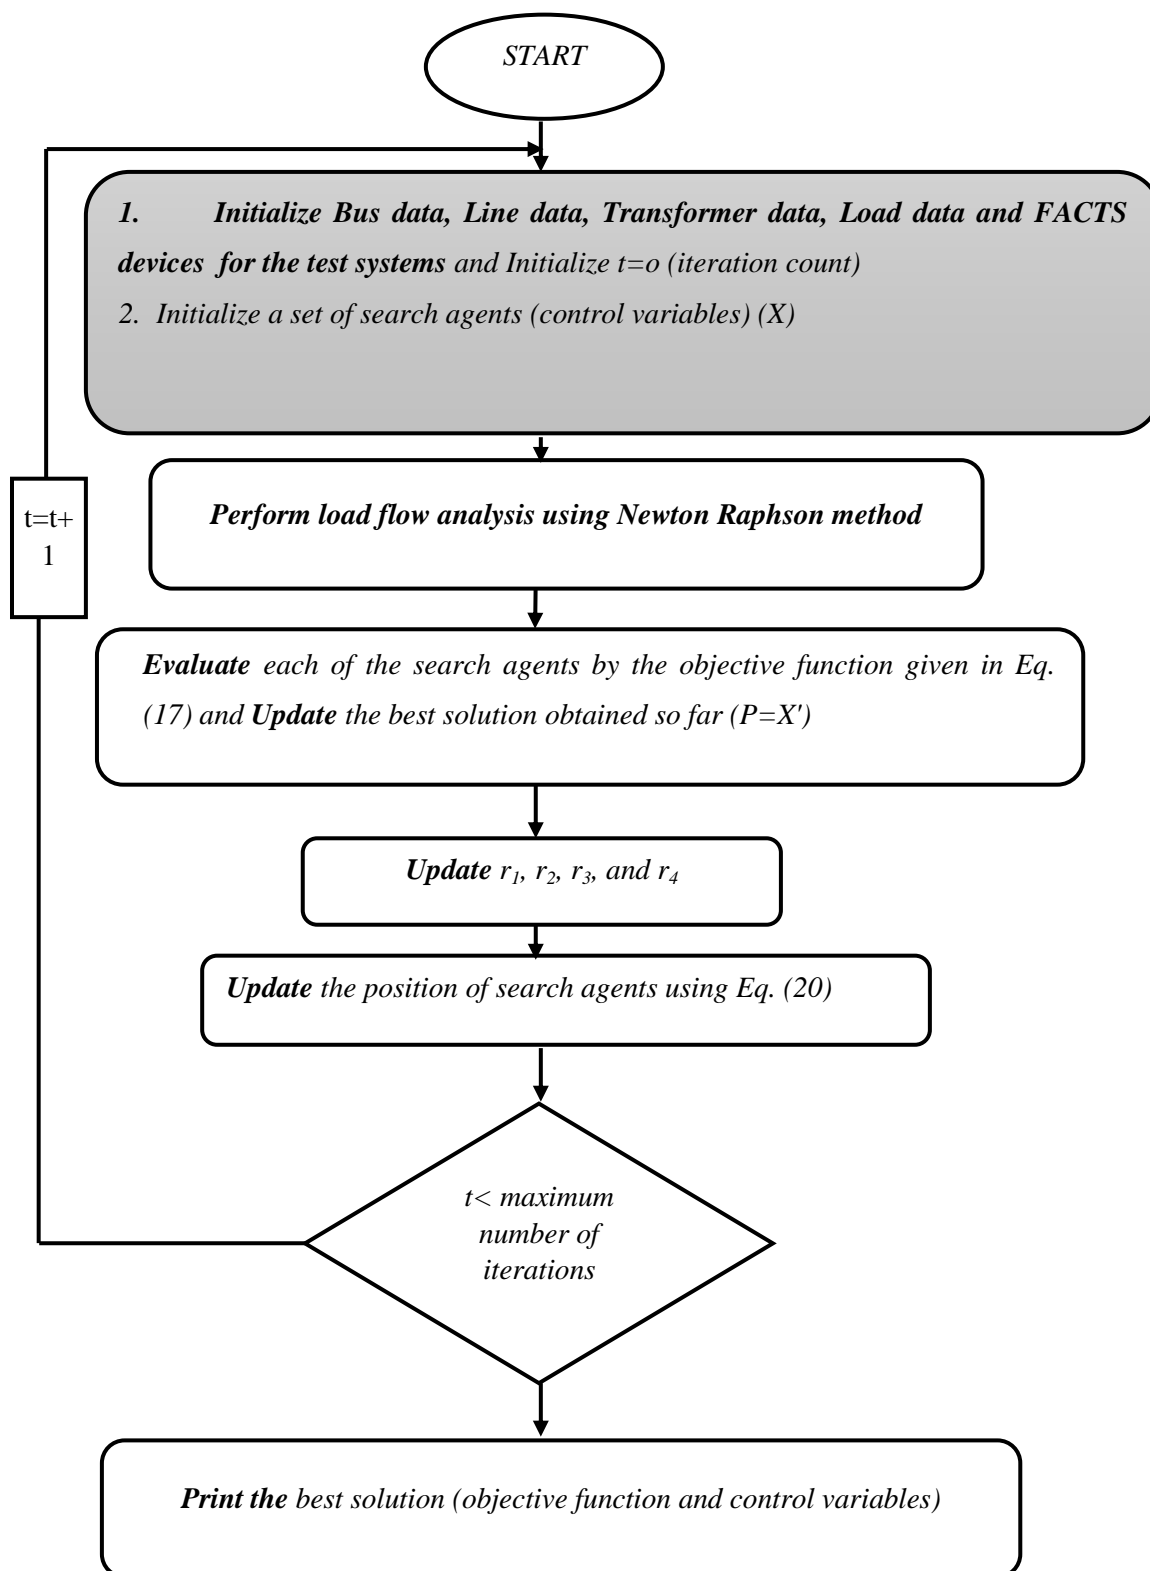 START
1. Initialize Bus data, Line data, Transformer data, Load data and FACTS
devices for the test systems and Initialize t=o (iteration count)
2. Initialize a set of search agents (control variables) (X)
t=t+
1
Perform load flow analysis using Newton Raphson method
Evaluate each of the search agents by the objective function given in Eq.
(17) and Update the best solution obtained so far (P=X')
Update r1, r2, r3, and r4
Update the position of search agents using Eq. (20)
t< maximum
number of
iterations
Print the best solution (objective function and control variables)